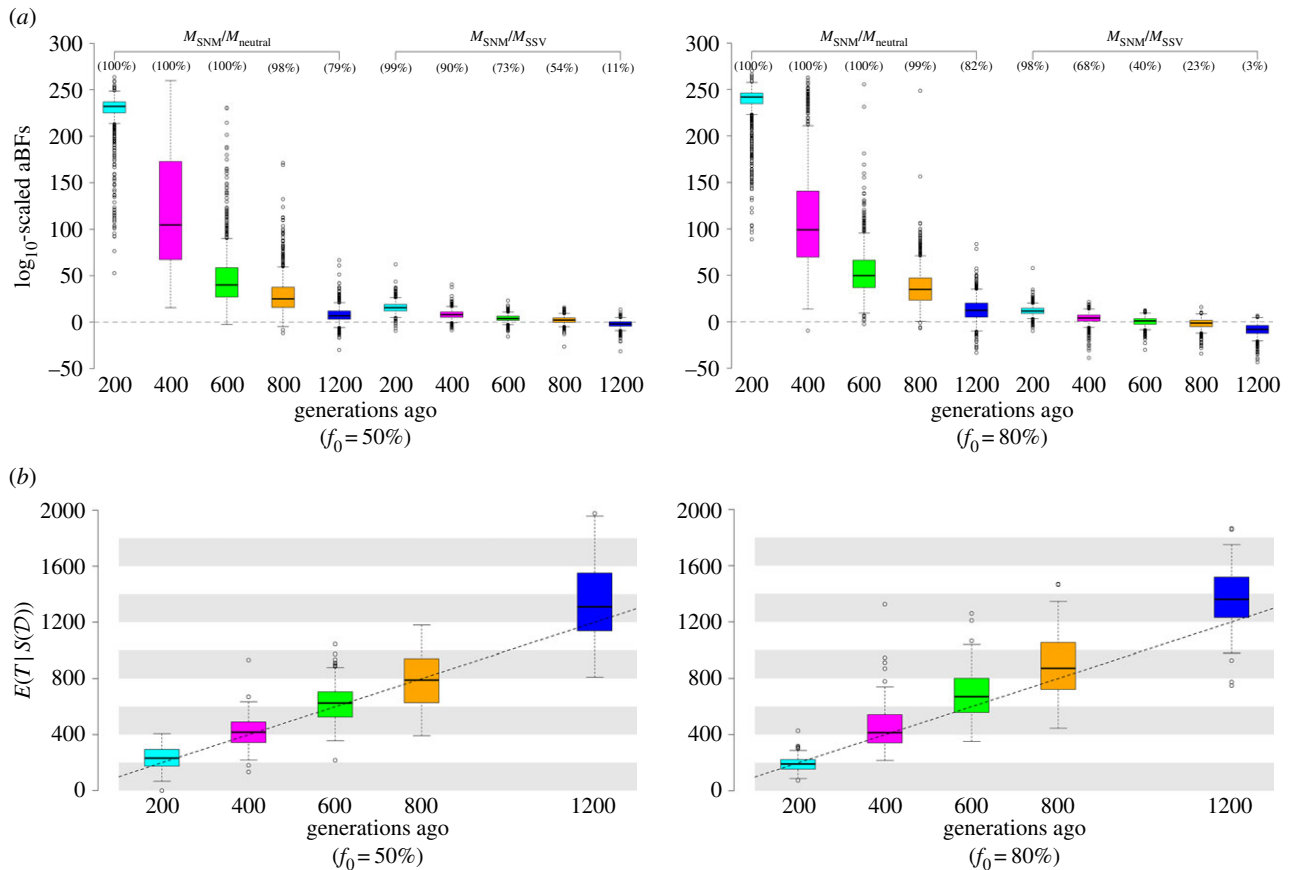 (a)
M_SNM/M_neutral M_SNM/M_SSV M_SNM/M_neutral M_SNM/M_SSV
(100%) (100%) (100%) (98%) (79%) (99%) (90%) (73%) (54%) (11%) (100%) (100%) (100%) (99%) (82%) (98%) (68%) (40%) (23%) (3%)
log₁₀-scaled aBFs
300 300
250 250
200 200
150 150
100 100
50 50
0 0
–50 –50
200 400 600 800 1200 200 400 600 800 1200 200 400 600 800 1200 200 400 600 800 1200
generations ago generations ago
(f₀ = 50%) (f₀ = 80%)
(b)
E(T | S(D))
2000 2000
1600 1600
1200 1200
800 800
400 400
0 0
200 400 600 800 1200 200 400 600 800 1200
generations ago generations ago
(f₀ = 50%) (f₀ = 80%)